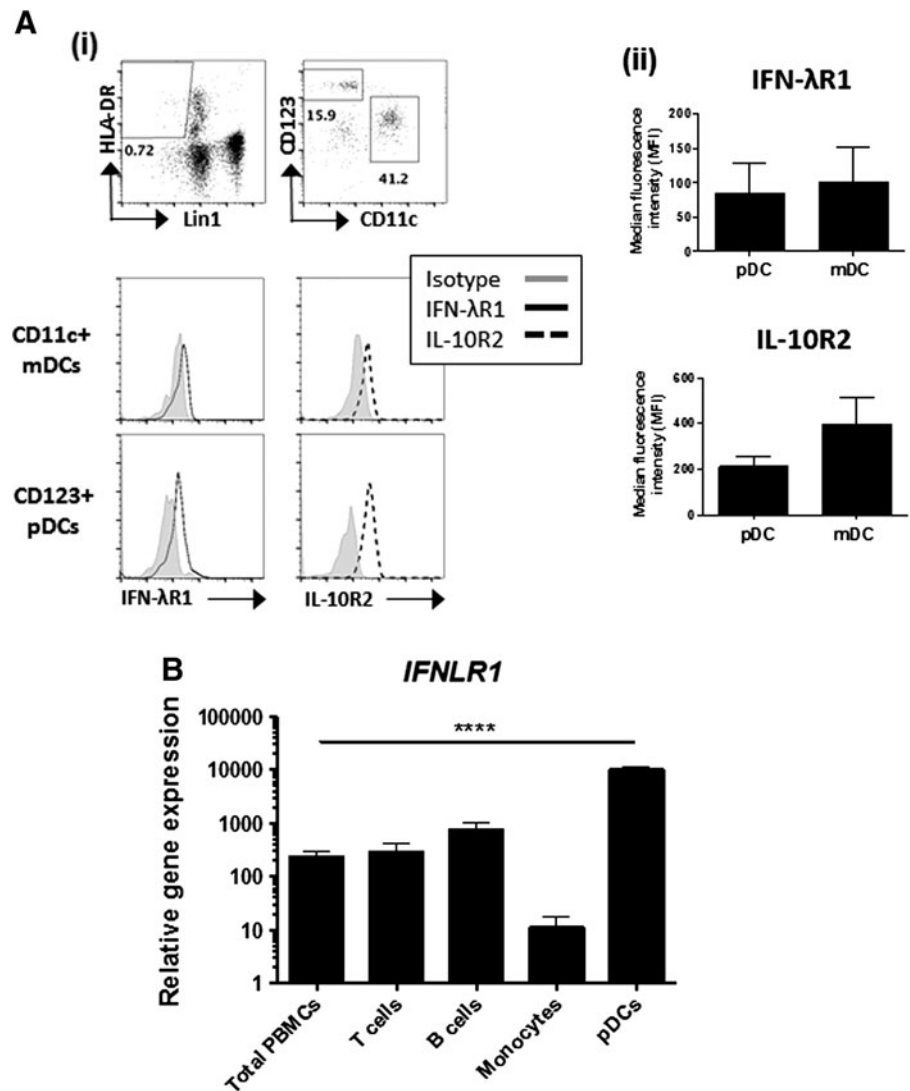 A
(i)
HLA-DR
0.72
Lin1
CD123
15.9
41.2
CD11c
Isotype
IFN-λR1
IL-10R2
CD11c+
mDCs
CD123+
pDCs
IFN-λR1
IL-10R2
(ii)
IFN-λR1
Median fluorescence
intensity (MFI)
200
150
100
50
0
pDC
mDC
IL-10R2
Median fluorescence
intensity (MFI)
600
400
200
0
pDC
mDC
B
IFNLR1
Relative gene expression
100000
10000
1000
100
10
1
****
Total PBMCs
T cells
B cells
Monocytes
pDCs